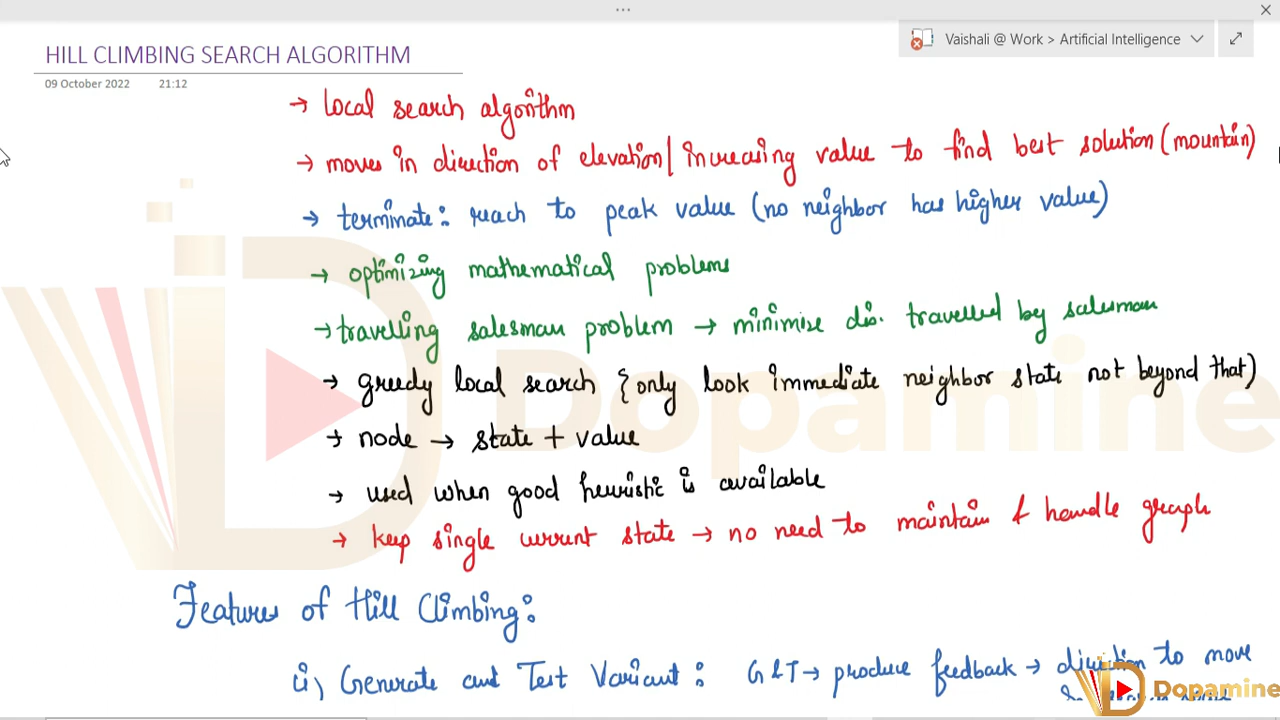 ...
HILL CLIMBING SEARCH ALGORITHM
Vaishali @ Work > Artificial Intelligence
09 October 2022 21:12
→ local search algorithm
→ moves in direction of elevation/increasing value to find best solution (mountain)
→ terminate: reach to peak value (no neighbor has higher value)
→ optimizing mathematical problems
→ travelling salesman problem → minimise dis. travelled by salesman
→ greedy local search {only look immediate neighbor state not beyond that)
→ node → state + value
→ used when good heuristic is available
→ keep single current state → no need to maintain & handle graph
Features of Hill Climbing:
i) Generate and Test Variant: G&T → produce feedback → direction to move
Dopamine
Dopamine